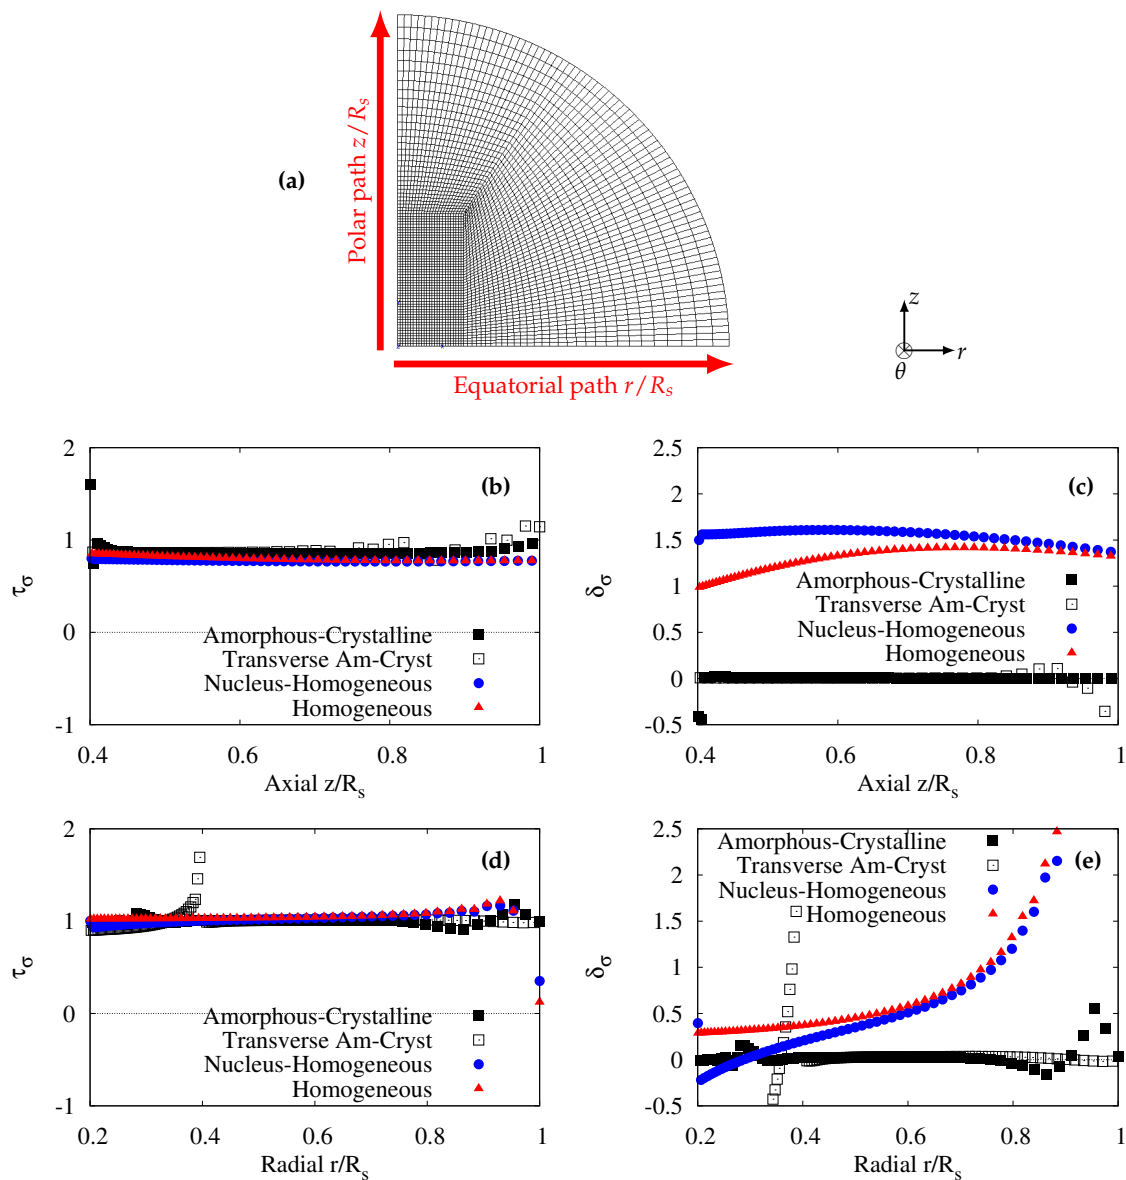 (a)
Polar path z/Rs
Equatorial path r/Rs
z
r
θ
(b)
2
1
0
-1
τσ
Amorphous-Crystalline
Transverse Am-Cryst
Nucleus-Homogeneous
Homogeneous
0.4
0.6
0.8
1
Axial z/Rs
(c)
2.5
2
1.5
1
0.5
0
-0.5
δσ
Amorphous-Crystalline
Transverse Am-Cryst
Nucleus-Homogeneous
Homogeneous
0.4
0.6
0.8
1
Axial z/Rs
(d)
2
1
0
-1
τσ
Amorphous-Crystalline
Transverse Am-Cryst
Nucleus-Homogeneous
Homogeneous
0.2
0.4
0.6
0.8
1
Radial r/Rs
(e)
2.5
2
1.5
1
0.5
0
-0.5
δσ
Amorphous-Crystalline
Transverse Am-Cryst
Nucleus-Homogeneous
Homogeneous
0.2
0.4
0.6
0.8
1
Radial r/Rs